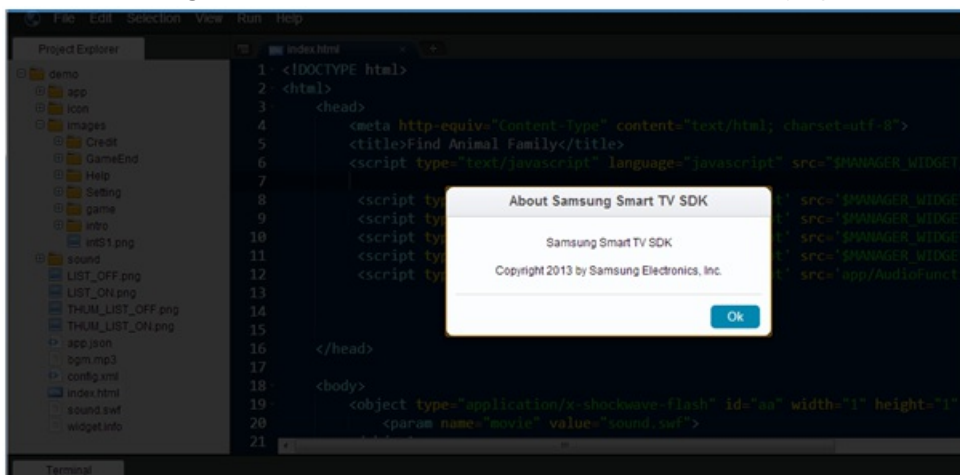 File Edit Selection View Run Help
Project Explorer
index.html
demo
app
icon
images
Credit
GameEnd
Help
Setting
game
intro
intS1.png
sound
LIST_OFF.png
LIST_ON.png
THUM_LIST_OFF.png
THUM_LIST_ON.png
app.json
bgm.mp3
config.xml
index.html
sound.swf
widget.info
1 <!DOCTYPE html>
2 <html>
3 <head>
4 <meta http-equiv="Content-Type" content="text/html; charset=utf-8">
5 <title>Find Animal Family</title>
6 <script type="text/javascript" language="javascript" src="$MANAGER_WIDGET
7
8 <script typ t' src='$MANAGER_WIDGE
9 <script typ t' src='$MANAGER_WIDGE
10 <script typ t' src='$MANAGER_WIDGE
11 <script typ t' src='$MANAGER_WIDGE
12 <script typ t' src='app/AudioFunct
13
14
15
16 </head>
17
18 <body>
19 <object type="application/x-shockwave-flash" id="aa" width="1" height="1"
20 <param name="movie" value="sound.swf">
21
About Samsung Smart TV SDK
Samsung Smart TV SDK
Copyright 2013 by Samsung Electronics, Inc.
Ok
Terminal